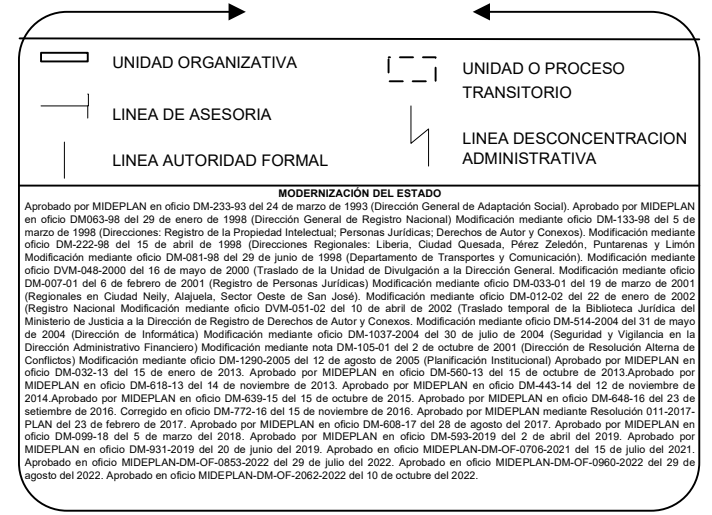 UNIDAD ORGANIZATIVA
LINEA DE ASESORIA
LINEA AUTORIDAD FORMAL
UNIDAD O PROCESO
TRANSITORIO
LINEA DESCONCENTRACION
ADMINISTRATIVA
MODERNIZACIÓN DEL ESTADO
Aprobado por MIDEPLAN en oficio DM-233-93 del 24 de marzo de 1993 (Dirección General de Adaptación Social). Aprobado por MIDEPLAN
en oficio DM063-98 del 29 de enero de 1998 (Dirección General de Registro Nacional) Modificación mediante oficio DM-133-98 del 5 de
marzo de 1998 (Direcciones: Registro de la Propiedad Intelectual; Personas Jurídicas; Derechos de Autor y Conexos). Modificación mediante
oficio DM-222-98 del 15 de abril de 1998 (Direcciones Regionales: Liberia, Ciudad Quesada, Pérez Zeledón, Puntarenas y Limón
Modificación mediante oficio DM-081-98 del 29 de junio de 1998 (Departamento de Transportes y Comunicación). Modificación mediante
oficio DVM-048-2000 del 16 de mayo de 2000 (Traslado de la Unidad de Divulgación a la Dirección General. Modificación mediante oficio
DM-007-01 del 6 de febrero de 2001 (Registro de Personas Jurídicas) Modificación mediante oficio DM-033-01 del 19 de marzo de 2001
(Regionales en Ciudad Neily, Alajuela, Sector Oeste de San José). Modificación mediante oficio DM-012-02 del 22 de enero de 2002
(Registro Nacional Modificación mediante oficio DVM-051-02 del 10 de abril de 2002 (Traslado temporal de la Biblioteca Jurídica del
Ministerio de Justicia a la Dirección de Registro de Derechos de Autor y Conexos. Modificación mediante oficio DM-514-2004 del 31 de mayo
de 2004 (Dirección de Informática) Modificación mediante oficio DM-1037-2004 del 30 de julio de 2004 (Seguridad y Vigilancia en la
Dirección Administrativo Financiero) Modificación mediante nota DM-105-01 del 2 de octubre de 2001 (Dirección de Resolución Alterna de
Conflictos) Modificación mediante oficio DM-1290-2005 del 12 de agosto de 2005 (Planificación Institucional) Aprobado por MIDEPLAN en
oficio DM-032-13 del 15 de enero de 2013. Aprobado por MIDEPLAN en oficio DM-560-13 del 15 de octubre de 2013.Aprobado por
MIDEPLAN en oficio DM-618-13 del 14 de noviembre de 2013. Aprobado por MIDEPLAN en oficio DM-443-14 del 12 de noviembre de
2014.Aprobado por MIDEPLAN en oficio DM-639-15 del 15 de octubre de 2015. Aprobado por MIDEPLAN en oficio DM-648-16 del 23 de
setiembre de 2016. Corregido en oficio DM-772-16 del 15 de noviembre de 2016. Aprobado por MIDEPLAN mediante Resolución 011-2017-
PLAN del 23 de febrero de 2017. Aprobado por MIDEPLAN en oficio DM-608-17 del 28 de agosto del 2017. Aprobado por MIDEPLAN en
oficio DM-099-18 del 5 de marzo del 2018. Aprobado por MIDEPLAN en oficio DM-593-2019 del 2 de abril del 2019. Aprobado por
MIDEPLAN en oficio DM-931-2019 del 20 de junio del 2019. Aprobado en oficio MIDEPLAN-DM-OF-0706-2021 del 15 de julio del 2021.
Aprobado en oficio MIDEPLAN-DM-OF-0853-2022 del 29 de julio del 2022. Aprobado en oficio MIDEPLAN-DM-OF-0960-2022 del 29 de
agosto del 2022. Aprobado en oficio MIDEPLAN-DM-OF-2062-2022 del 10 de octubre del 2022.